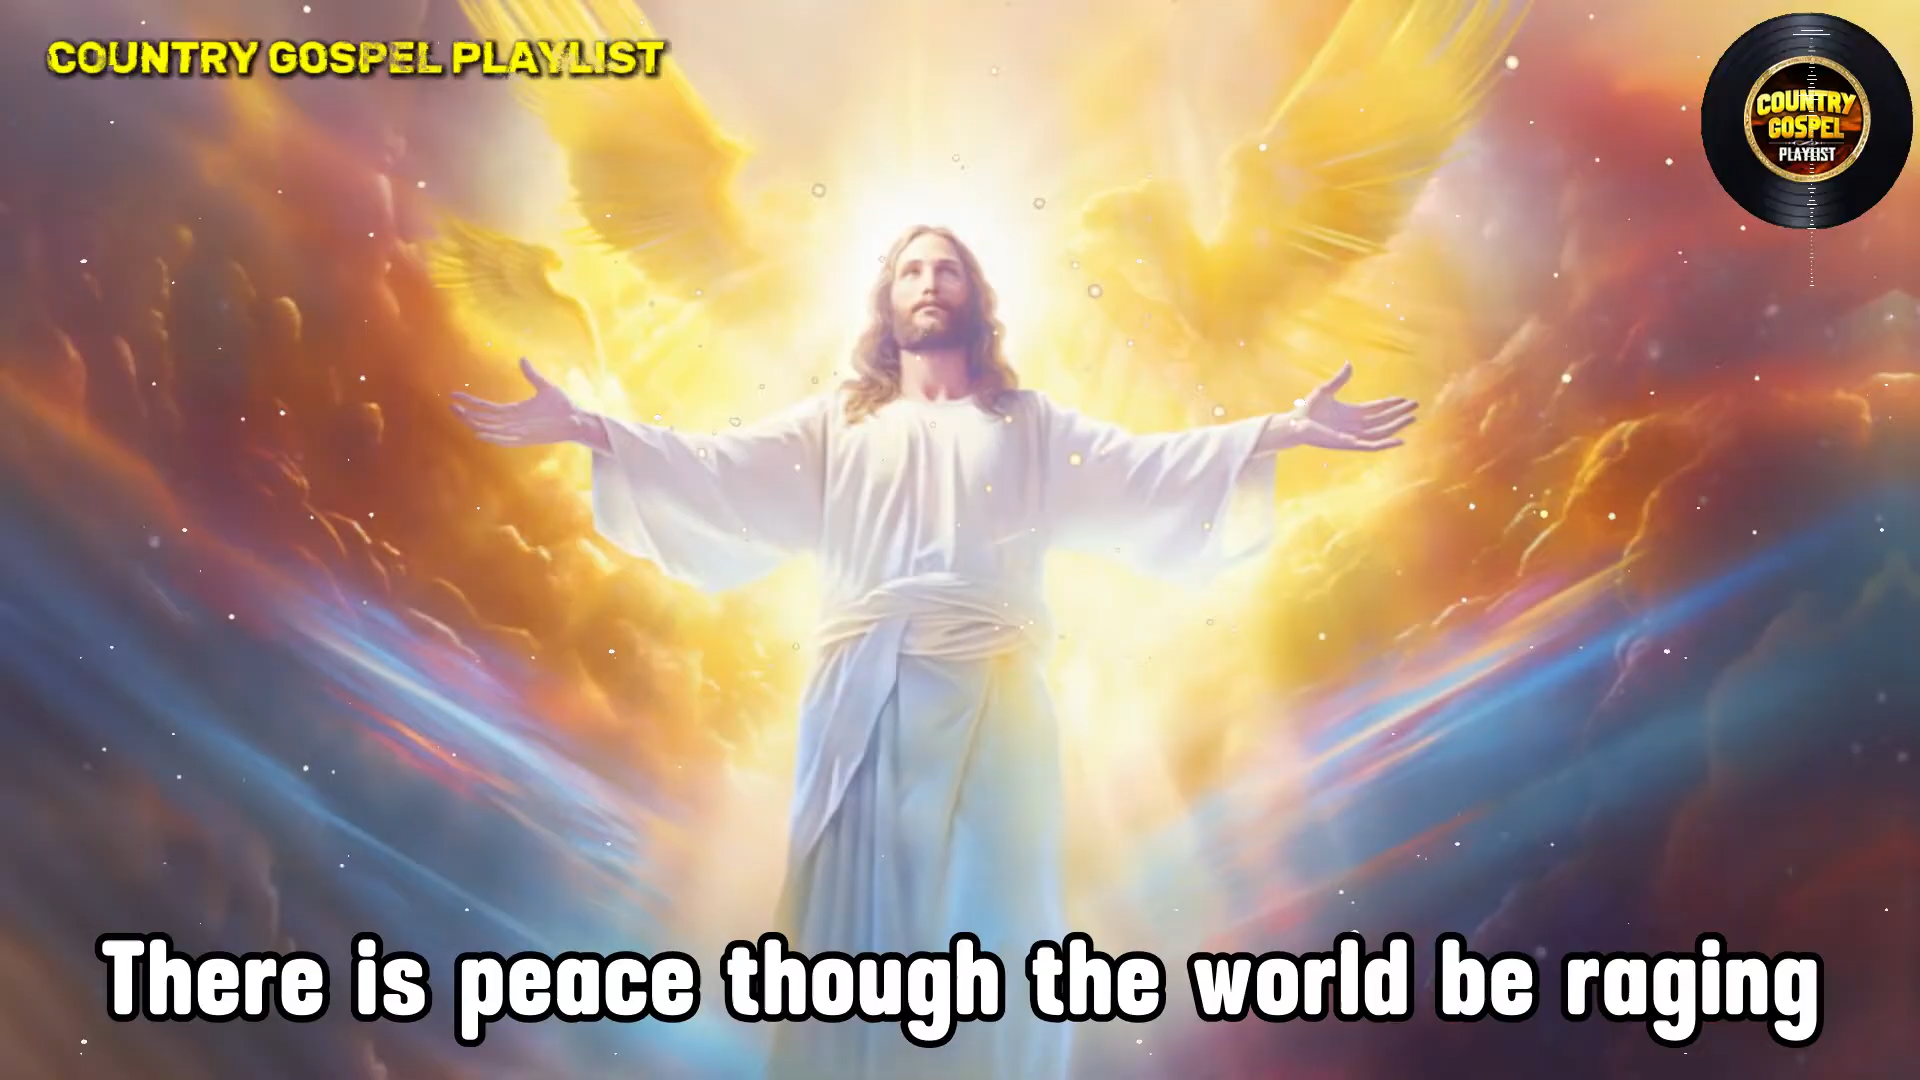 COUNTRY GOSPEL PLAYLIST
COUNTRY
GOSPEL
PLAYLIST
There is peace though the world be raging